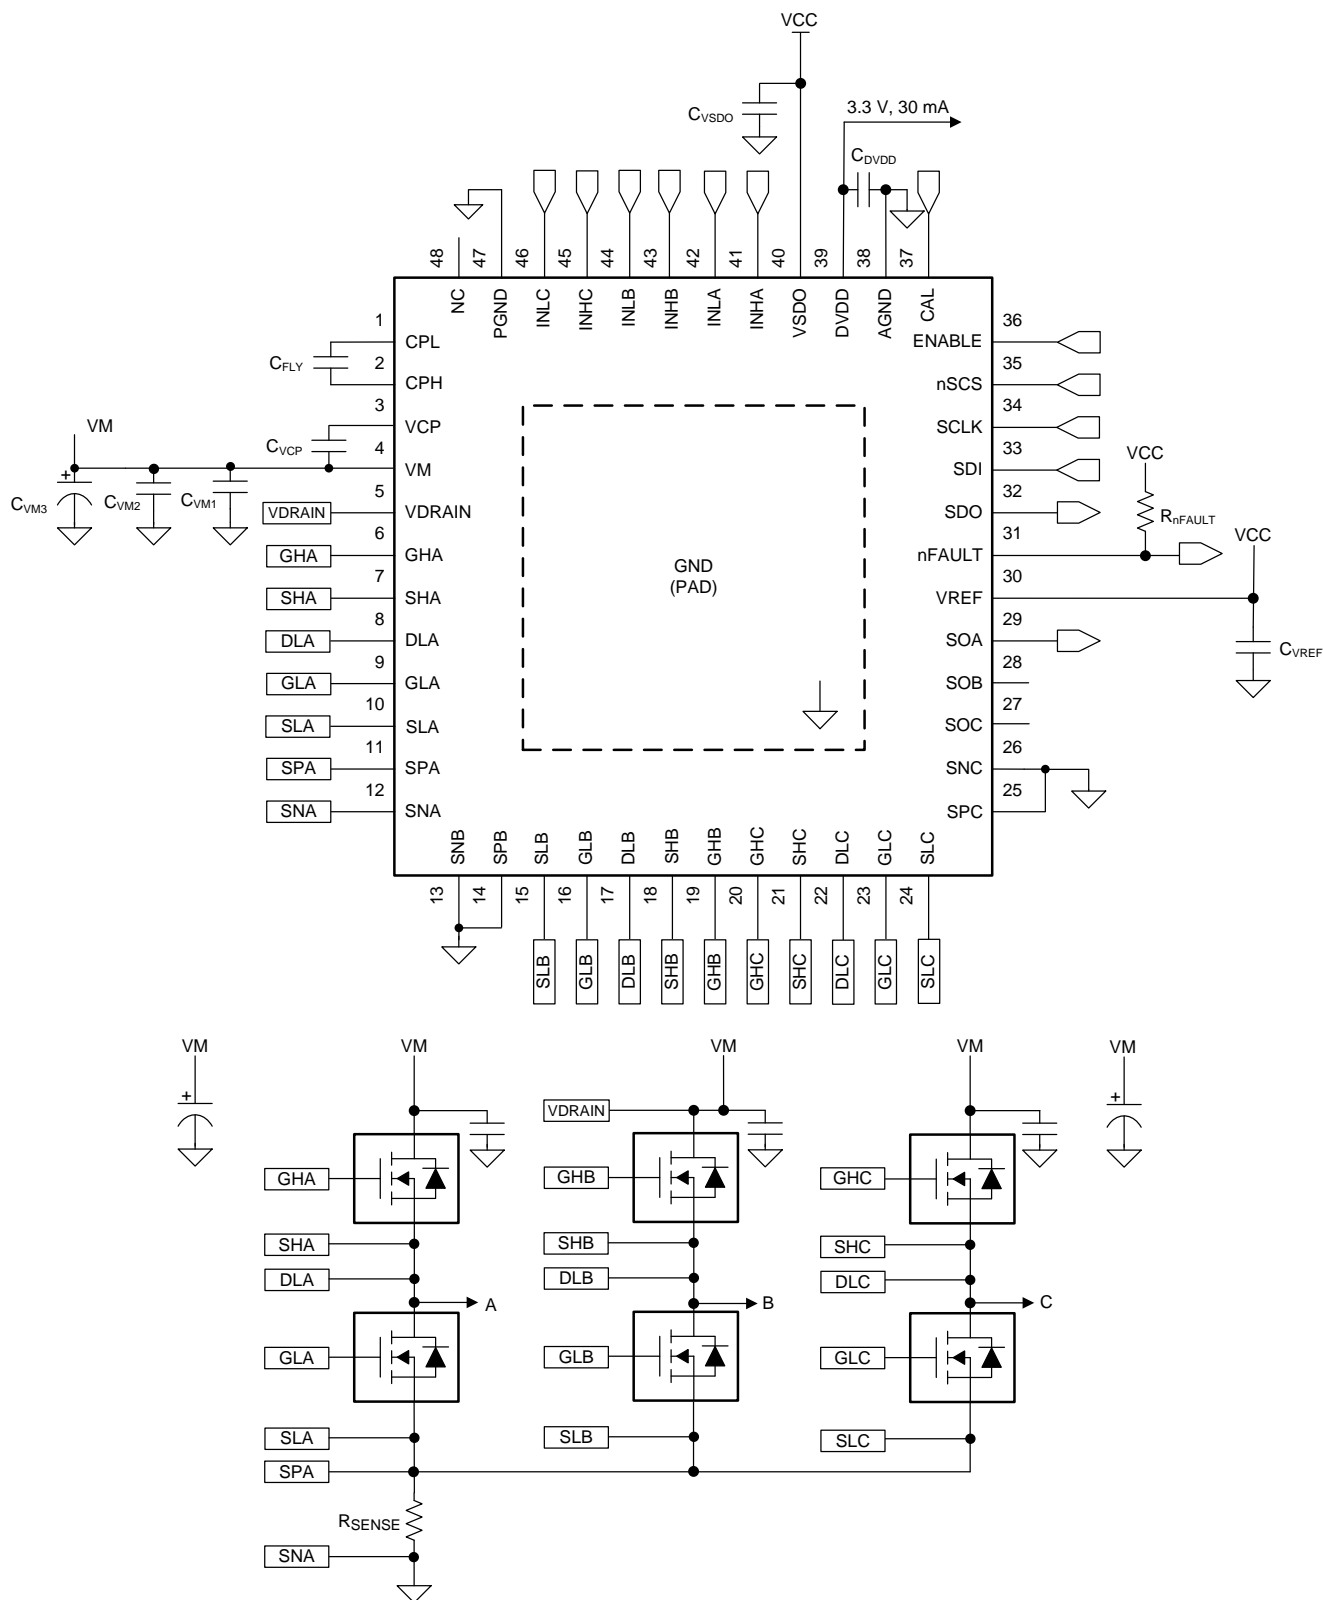 VCC
CVSDO
3.3 V, 30 mA
CDVDD
48 47 46 45 44 43 42 41 40 39 38 37
NC PGND INLC INHC INLB INHB INLA INHA VSDO DVDD AGND CAL
1
CPL
CFLY
2
CPH
3
VCP
CVCP
4
VM
VM
CVM3
CVM2
CVM1
5
VDRAIN
VDRAIN
6
GHA
GHA
7
SHA
SHA
8
DLA
DLA
9
GLA
GLA
10
SLA
SLA
11
SPA
SPA
12
SNA
SNA
GND
(PAD)
36
ENABLE
35
nSCS
34
SCLK
33
SDI
32
SDO
VCC
RnFAULT
31
nFAULT
VCC
30
VREF
CVREF
29
SOA
28
SOB
27
SOC
26
SNC
25
SPC
SNB SPB SLB GLB DLB SHB GHB GHC SHC DLC GLC SLC
13 14 15 16 17 18 19 20 21 22 23 24
SLB GLB DLB SHB GHB GHC SHC DLC GLC SLC
VM VM VM VM VM
+
+
+
VDRAIN
GHA GHB GHC
SHA SHB SHC
DLA DLB DLC
A B C
GLA GLB GLC
SLA SLB SLC
SPA
RSENSE
SNA